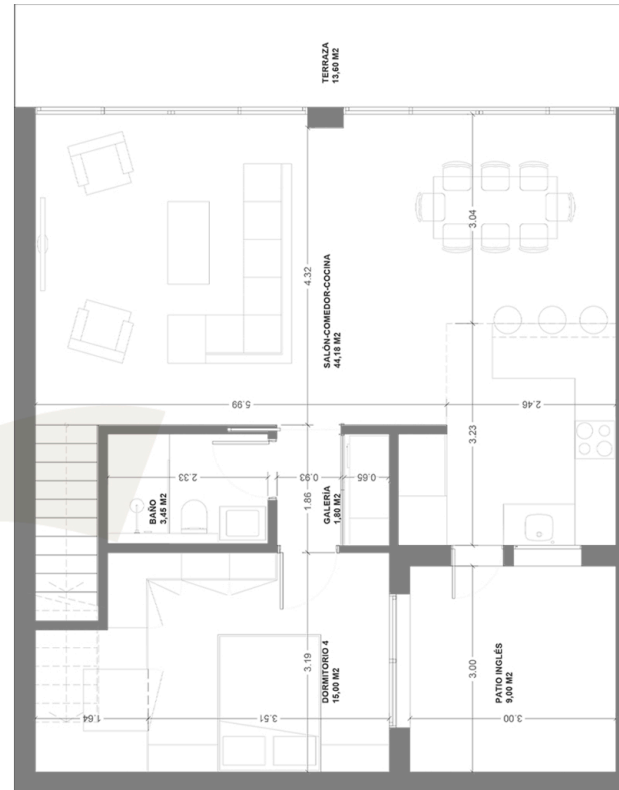 TERRAZA
13,60 M2
3.04
4.32
SALÓN-COMEDOR-COCINA
44,18 M2
5.99
2.46
3.23
2.33
0.93
0.65
BAÑO
3,45 M2
1.86
GALERÍA
1,80 M2
3.19
DORMITORIO 4
15,00 M2
3.00
PATIO INGLÉS
9,00 M2
1.64
3.51
3.00